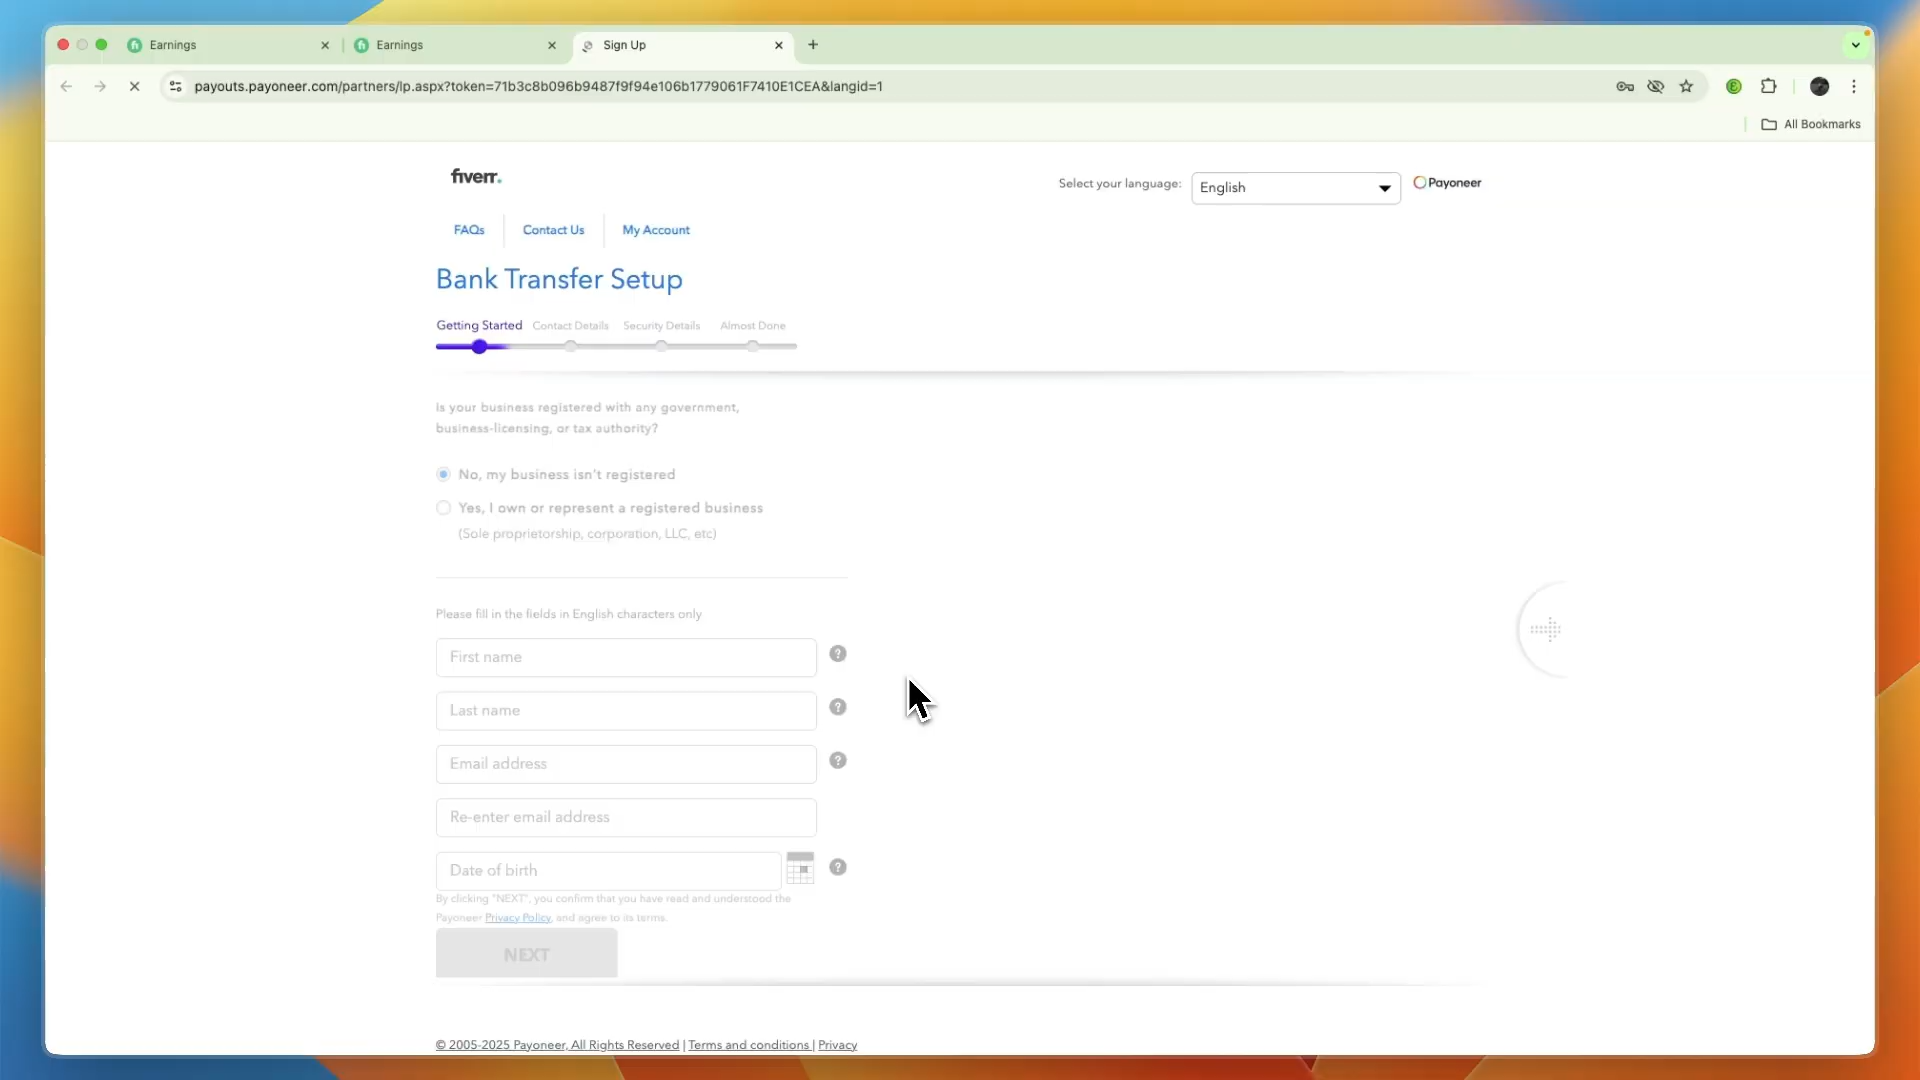 Earnings
Earnings
Sign Up
payouts.payoneer.com/partners/lp.aspx?token=71b3c8b096b9487f9f94e106b1779061F7410E1CEA&langid=1
All Bookmarks
fiverr.
Select your language:
English
Payoneer
FAQs
Contact Us
My Account
Bank Transfer Setup
Getting Started
Contact Details
Security Details
Almost Done
Is your business registered with any government,
business-licensing, or tax authority?
No, my business isn't registered
Yes, I own or represent a registered business
(Sole proprietorship, corporation, LLC, etc)
Please fill in the fields in English characters only
First name
?
Last name
?
Email address
?
Re-enter email address
Date of birth
?
By clicking "NEXT", you confirm that you have read and understood the
Payoneer Privacy Policy, and agree to its terms.
NEXT
© 2005-2025 Payoneer, All Rights Reserved | Terms and conditions | Privacy